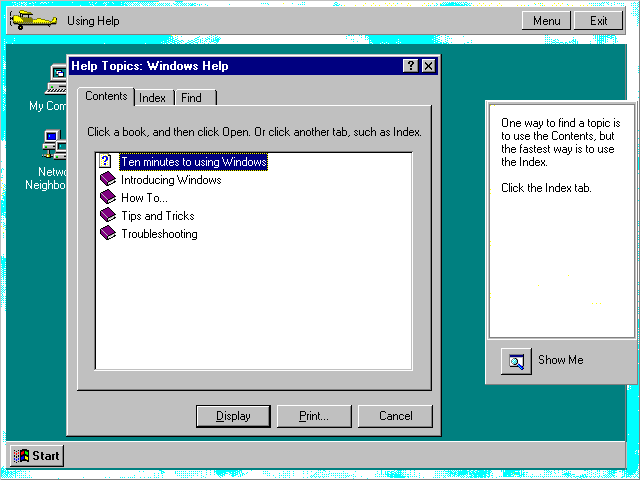 Using Help
Menu
Exit
Help Topics: Windows Help
?
Contents
Index
Find
Click a book, and then click Open. Or click another tab, such as Index.
?
Ten minutes to using Windows
Introducing Windows
How To...
Tips and Tricks
Troubleshooting
Display
Print...
Cancel
My Com
Netw
Neighbo
One way to find a topic is
to use the Contents, but
the fastest way is to use
the Index.
Click the Index tab.
Show Me
Start